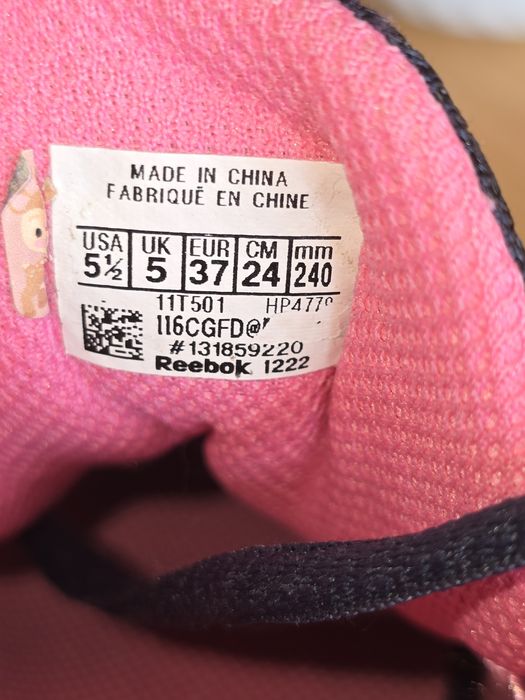 MADE IN CHINA
FABRIQUÉ EN CHINE
USA UK EUR CM mm
5½ 5 37 24 240
11T501
#131859220
Reebok 1222